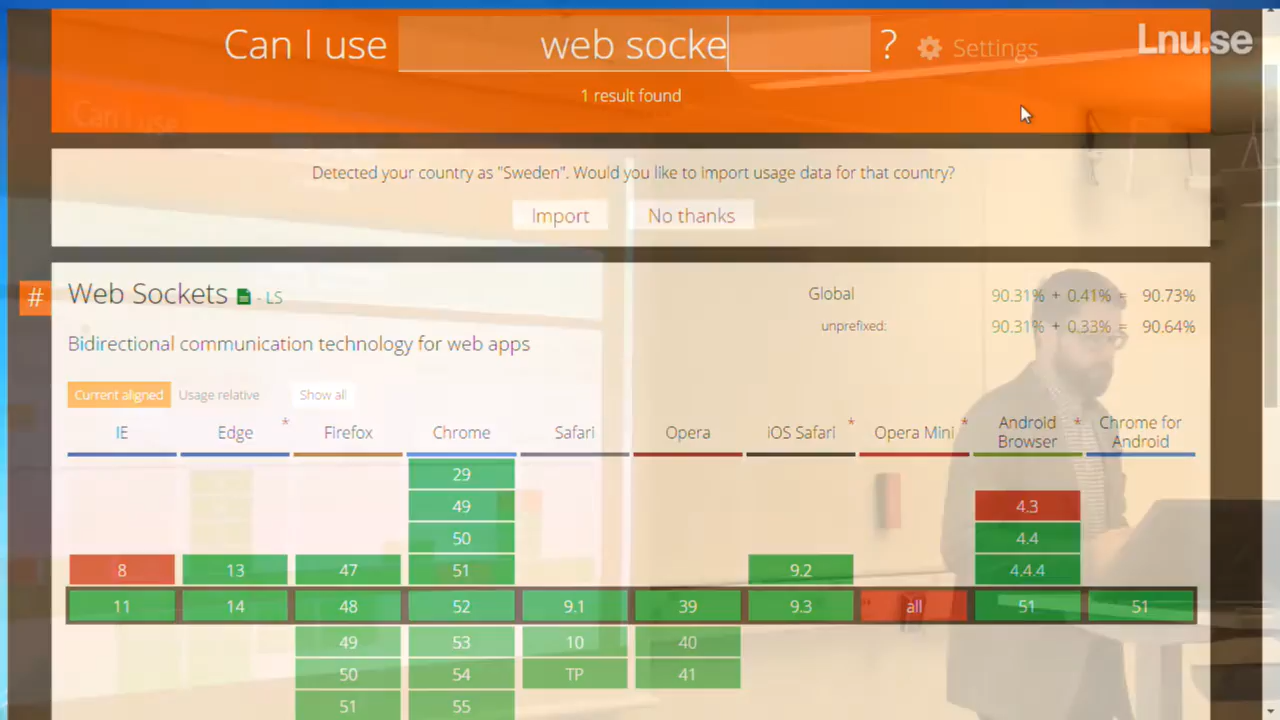 Can I use web socke ? Settings
Lnu.se
1 result found
Can I use
Detected your country as "Sweden". Would you like to import usage data for that country?
Import No thanks
# Web Sockets - LS
Global 90.31% + 0.41% = 90.73%
unprefixed: 90.31% + 0.33% = 90.64%
Bidirectional communication technology for web apps
Current aligned Usage relative Show all
IE Edge * Firefox Chrome Safari Opera iOS Safari * Opera Mini * Android Browser * Chrome for Android
29
49 4.3
50 4.4
8 13 47 51 9.2 4.4.4
11 14 48 52 9.1 39 9.3 all 51 51
49 53 10 40
50 54 TP 41
51 55